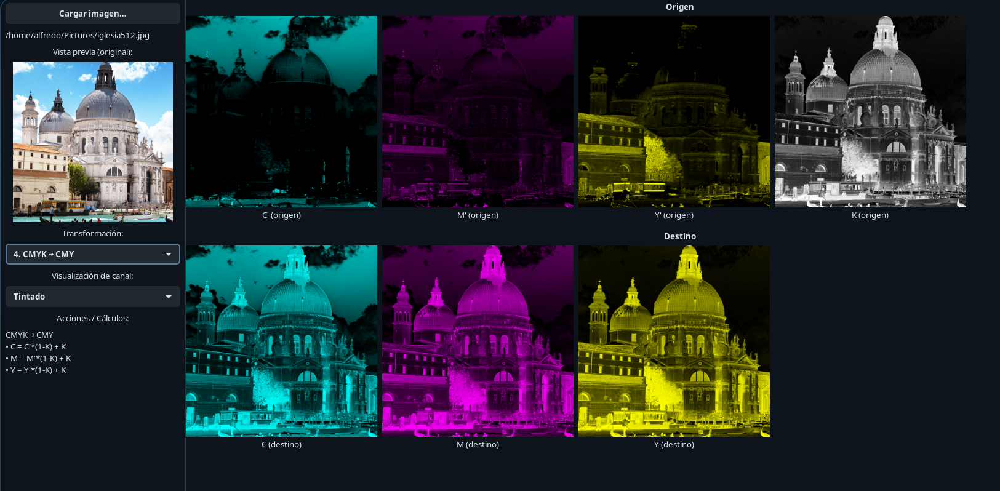 Cargar imagen...
/home/alfredo/Pictures/iglesia512.jpg
Vista previa (original):
Transformación:
4. CMYK → CMY
Visualización de canal:
Tintado
Acciones / Cálculos:
CMYK → CMY
• C = C'*(1-K) + K
• M = M'*(1-K) + K
• Y = Y'*(1-K) + K
Origen
C' (origen)
M' (origen)
Y' (origen)
K (origen)
Destino
C (destino)
M (destino)
Y (destino)